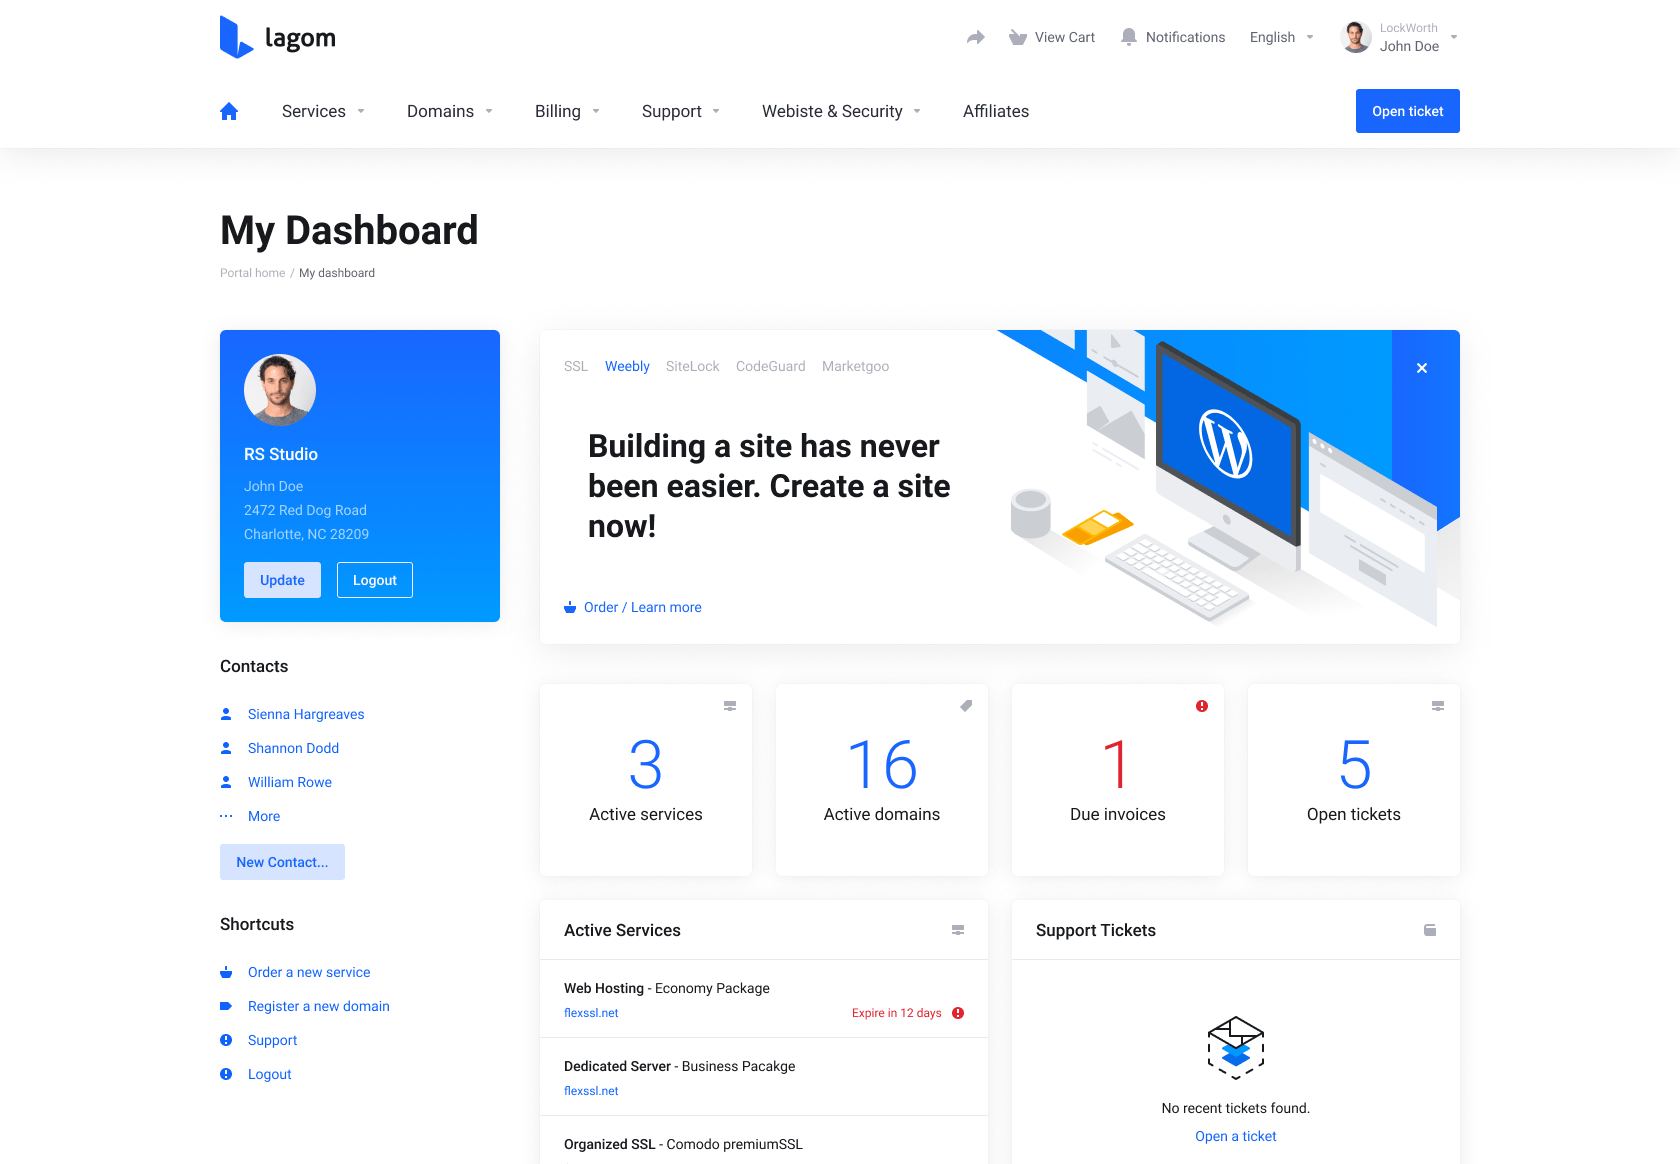 lagom
View Cart
Notifications
English
LockWorth
John Doe
Services
Domains
Billing
Support
Webiste & Security
Affiliates
Open ticket
My Dashboard
Portal home / My dashboard
RS Studio
John Doe
2472 Red Dog Road
Charlotte, NC 28209
Update
Logout
SSL
Weebly
SiteLock
CodeGuard
Marketgoo
Building a site has never
been easier. Create a site
now!
Order / Learn more
Contacts
Sienna Hargreaves
Shannon Dodd
William Rowe
More
New Contact...
Shortcuts
Order a new service
Register a new domain
Support
Logout
3
Active services
16
Active domains
1
Due invoices
5
Open tickets
Active Services
Web Hosting - Economy Package
flexssl.net
Expire in 12 days
Dedicated Server - Business Pacakge
flexssl.net
Organized SSL - Comodo premiumSSL
Support Tickets
No recent tickets found.
Open a ticket